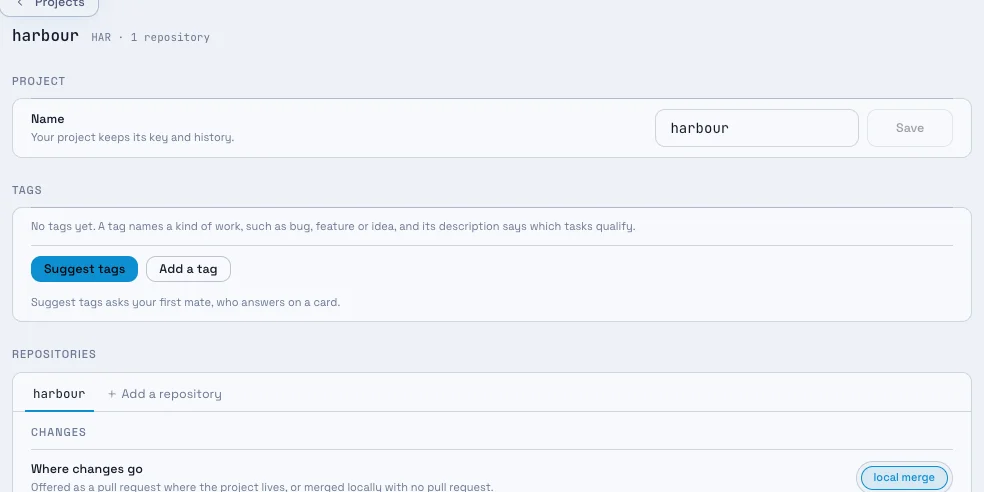 Projects
harbour HAR · 1 repository
PROJECT
Name
Your project keeps its key and history.
harbour
Save
TAGS
No tags yet. A tag names a kind of work, such as bug, feature or idea, and its description says which tasks qualify.
Suggest tags
Add a tag
Suggest tags asks your first mate, who answers on a card.
REPOSITORIES
harbour
+ Add a repository
CHANGES
Where changes go
Offered as a pull request where the project lives, or merged locally with no pull request.
local merge